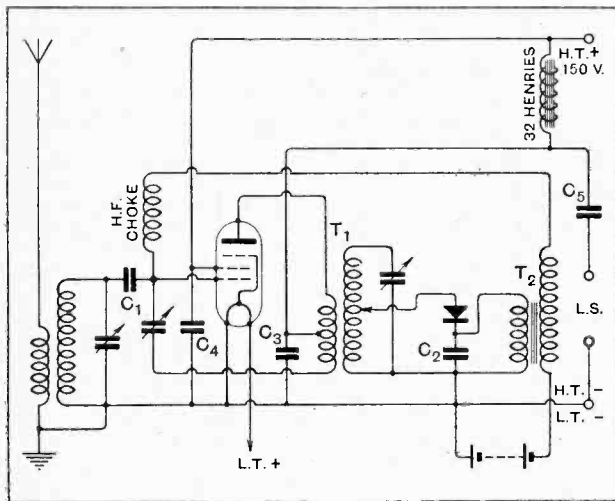 H.T.+
150 V.
32 HENRIES
H.F.
CHOKE
C5
T1
T2
C1
C4
C3
C2
L.S.
H.T.-
L.T.-
L.T.+